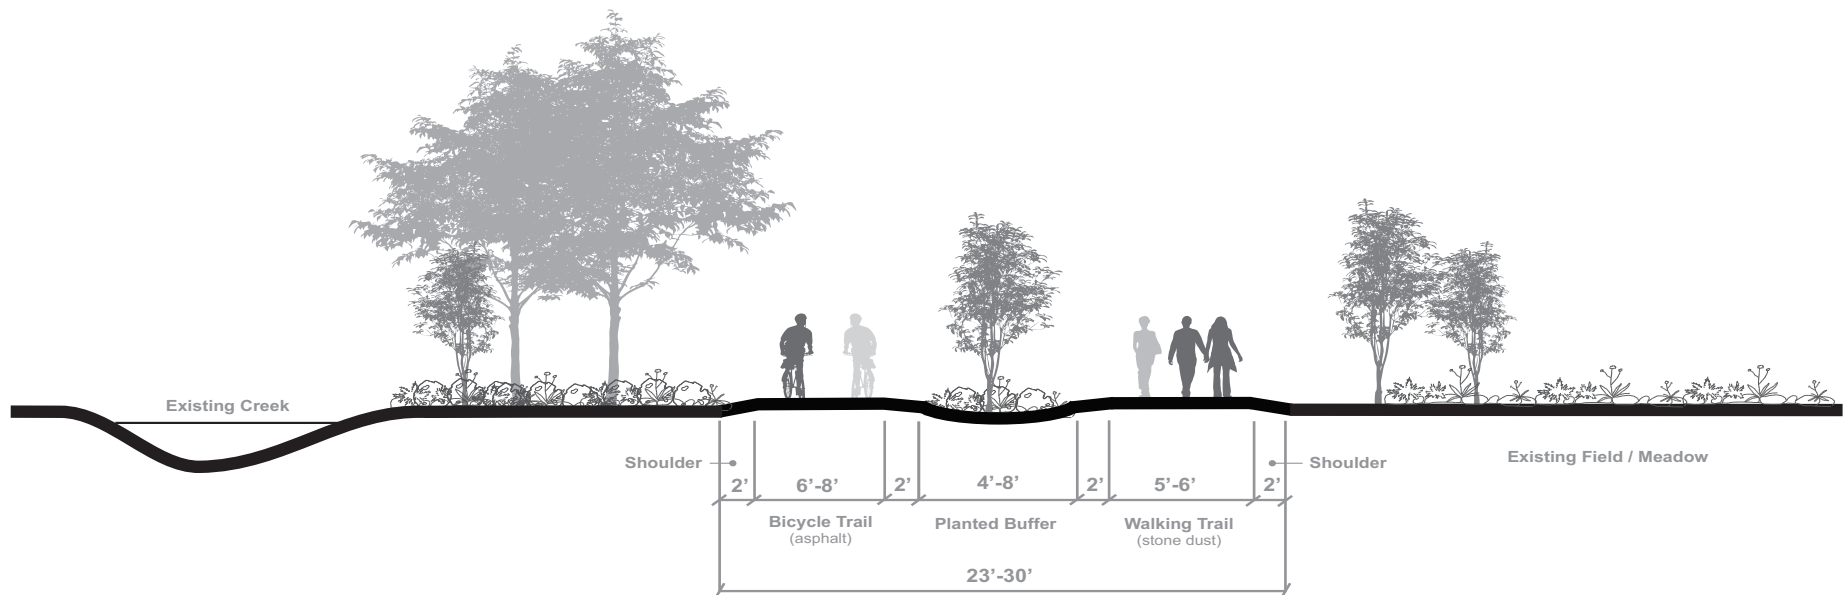 Existing Creek
Shoulder
Shoulder
Existing Field / Meadow
2’ 6’-8’ 2’ 4’-8’ 2’ 5’-6’ 2’
Bicycle Trail
(asphalt)
Planted Buffer
Walking Trail
(stone dust)
23’-30’